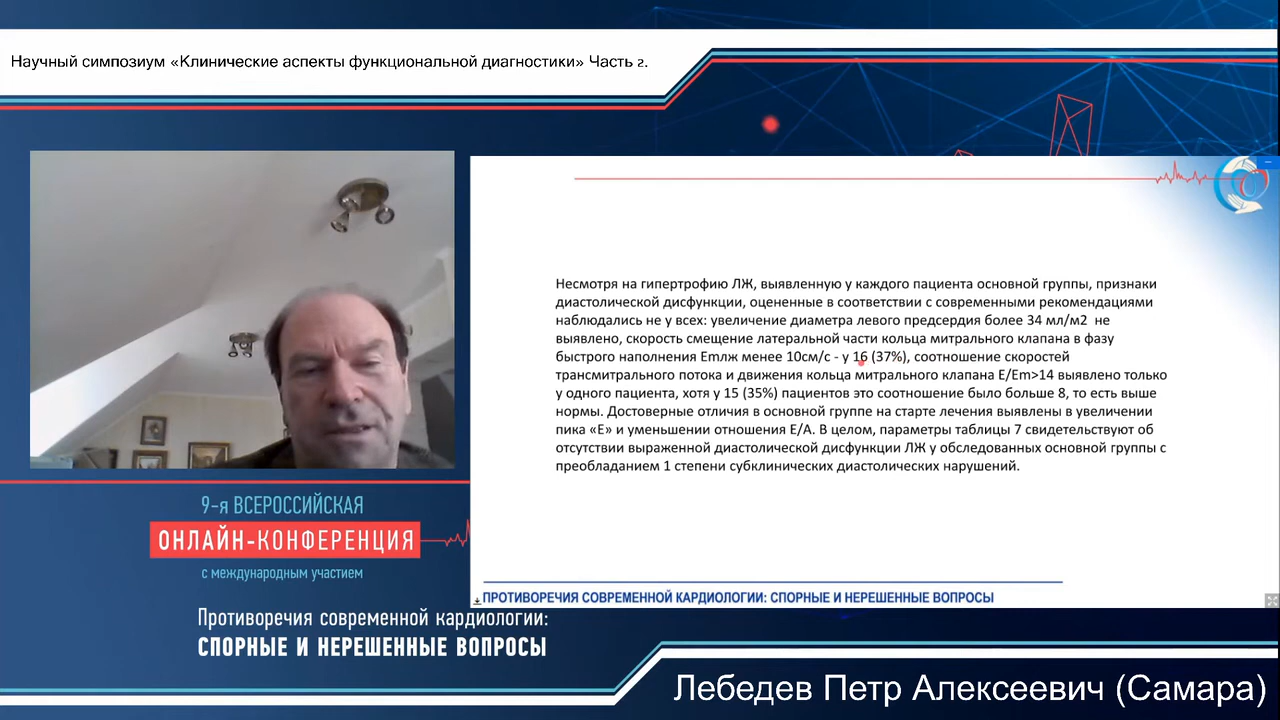 Научный симпозиум «Клинические аспекты функциональной диагностики» Часть 2.
Несмотря на гипертрофию ЛЖ, выявленную у каждого пациента основной группы, признаки
диастолической дисфункции, оцененные в соответствии с современными рекомендациями
наблюдались не у всех: увеличение диаметра левого предсердия более 34 мл/м2 не
выявлено, скорость смещение латеральной части кольца митрального клапана в фазу
быстрого наполнения Emлж менее 10см/с - у 16 (37%), соотношение скоростей
трансмитрального потока и движения кольца митрального клапана E/Em>14 выявлено только
у одного пациента, хотя у 15 (35%) пациентов это соотношение было больше 8, то есть выше
нормы. Достоверные отличия в основной группе на старте лечения выявлены в увеличении
пика «Е» и уменьшении отношения Е/А. В целом, параметры таблицы 7 свидетельствуют об
отсутствии выраженной диастолической дисфункции ЛЖ у обследованных основной группы с
преобладанием 1 степени субклинических диастолических нарушений.
ПРОТИВОРЕЧИЯ СОВРЕМЕННОЙ КАРДИОЛОГИИ: СПОРНЫЕ И НЕРЕШЕННЫЕ ВОПРОСЫ
9-я ВСЕРОССИЙСКАЯ
ОНЛАЙН-КОНФЕРЕНЦИЯ
с международным участием
Противоречия современной кардиологии:
СПОРНЫЕ И НЕРЕШЕННЫЕ ВОПРОСЫ
Лебедев Петр Алексеевич (Самара)